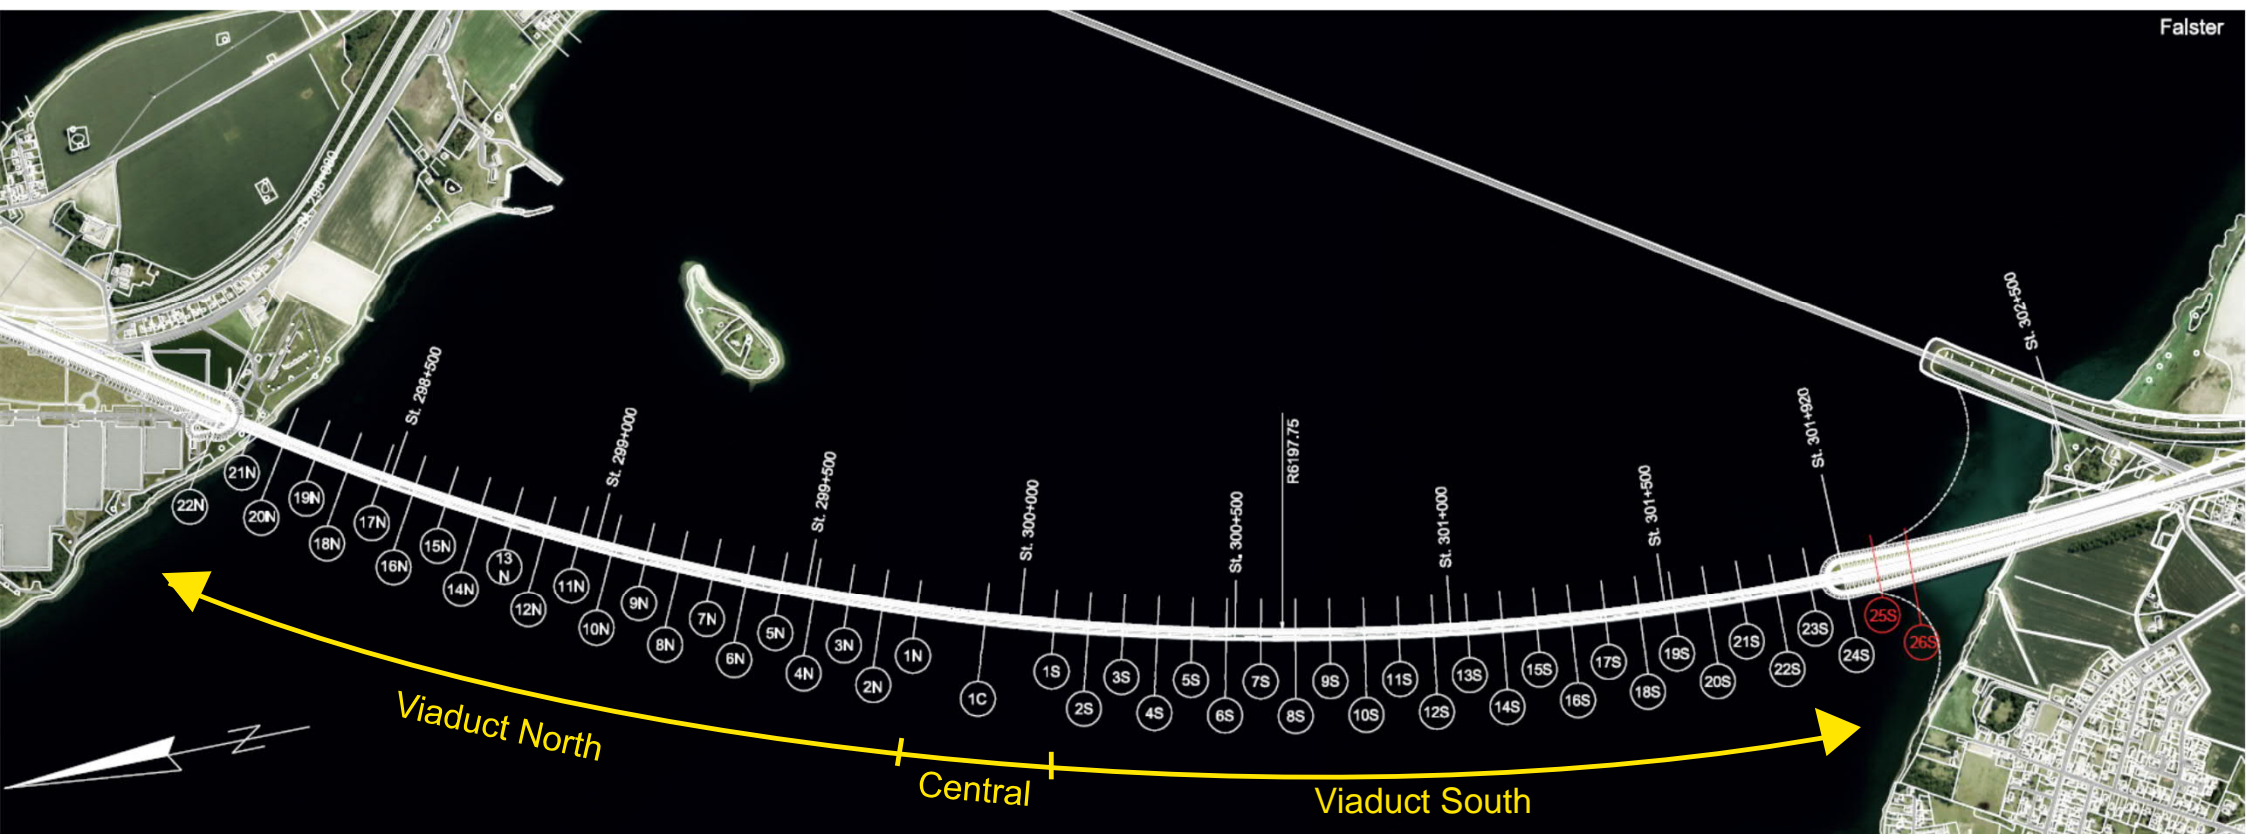 Falster
St. 298+000
St. 298+500
St. 299+000
St. 299+500
St. 300+000
St. 300+500
R6197.75
St. 301+000
St. 301+500
St. 301+920
St. 302+500
22N
21N
20N
19N
18N
17N
16N
15N
14N
13
N
12N
11N
10N
9N
8N
7N
6N
5N
4N
3N
2N
1N
1C
1S
2S
3S
4S
5S
6S
7S
8S
9S
10S
11S
12S
13S
14S
15S
16S
17S
18S
19S
20S
21S
22S
23S
24S
25S
26S
Viaduct North
Central
Viaduct South
N